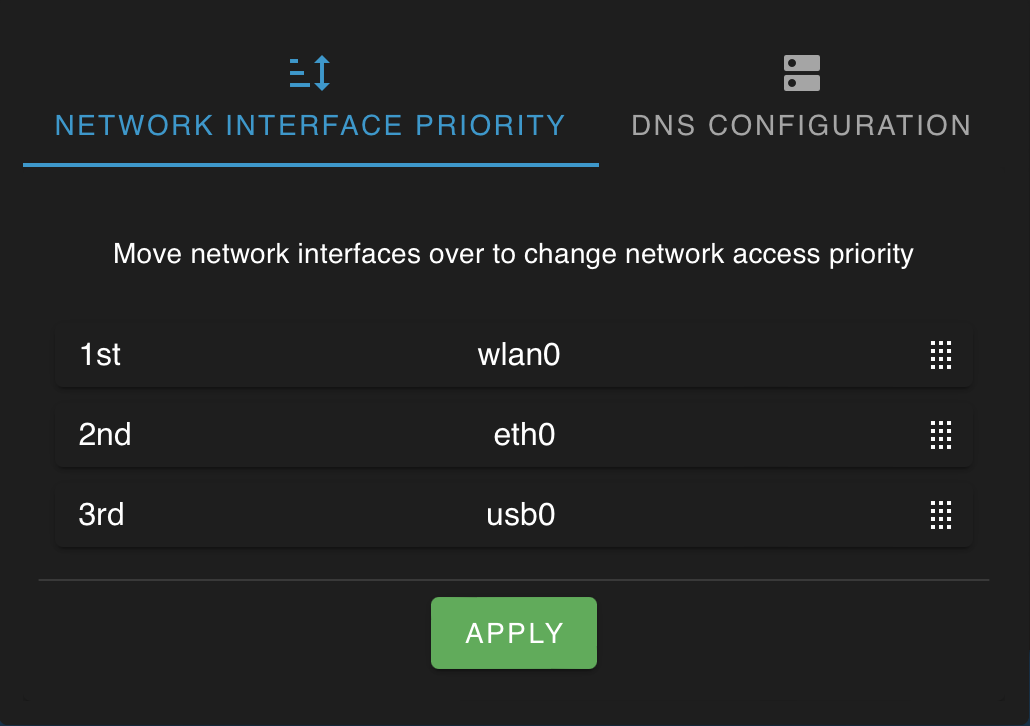 NETWORK INTERFACE PRIORITY
DNS CONFIGURATION
Move network interfaces over to change network access priority
1st wlan0
2nd eth0
3rd usb0
APPLY